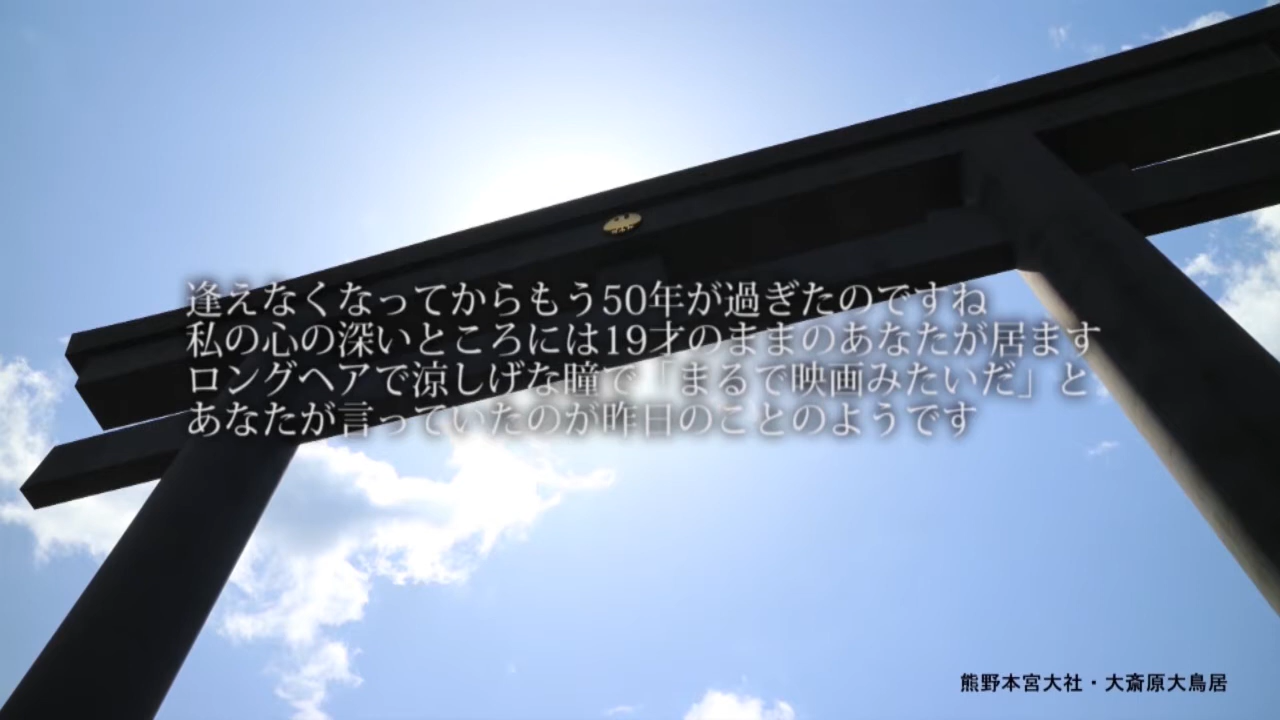 逢えなくなってからもう50年が過ぎたのですね
私の心の深いところには19才のままのあなたが居ます
ロングヘアで涼しげな瞳で「まるで映画みたいだ」と
あなたが言っていたのが昨日のことのようです
熊野本宮大社・大斎原大鳥居